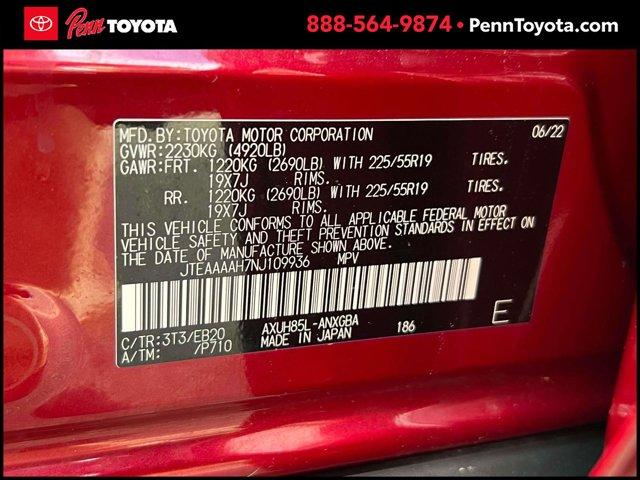 Penn TOYOTA
888-564-9874 • PennToyota.com
MFD. BY: TOYOTA MOTOR CORPORATION 06/22
GVWR: 2230KG (4920LB)
GAWR: FRT. 1220KG (2690LB) WITH 225/55R19 TIRES.
19X7J RIMS.
RR. 1220KG (2690LB) WITH 225/55R19 TIRES.
19X7J RIMS.
THIS VEHICLE CONFORMS TO ALL APPLICABLE FEDERAL MOTOR
VEHICLE SAFETY AND THEFT PREVENTION STANDARDS IN EFFECT ON
THE DATE OF MANUFACTURE SHOWN ABOVE.
JTEAAAAH7NJ109936 MPV
C/TR: 3T3/EB20 AXUH85L-ANXGBA 186 E
A/TM: /P710 MADE IN JAPAN